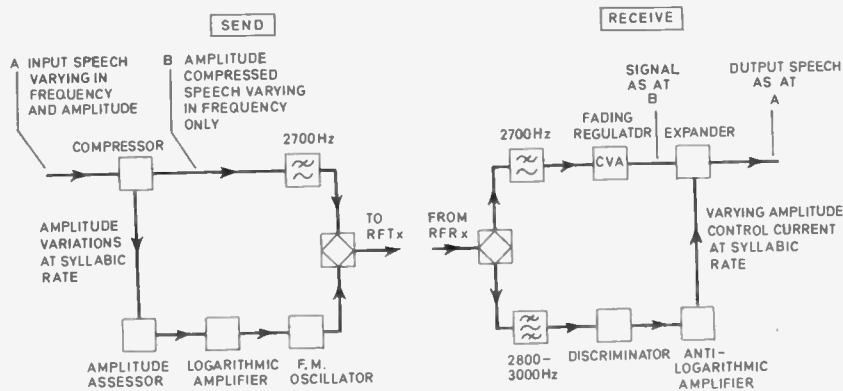 SEND
A INPUT SPEECH
VARYING IN
FREQUENCY
AND AMPLITUDE
B AMPLITUDE
COMPRESSED
SPEECH VARYING
IN FREQUENCY
ONLY
COMPRESSOR
2700Hz
AMPLITUDE
VARIATIONS
AT SYLLABIC
RATE
TO
RFTx
AMPLITUDE
ASSESSOR
LOGARITHMIC
AMPLIFIER
F.M.
OSCILLATOR
RECEIVE
SIGNAL
AS AT
B
OUTPUT SPEECH
AS AT
A
2700Hz
FADING
REGULATOR
CVA
EXPANDER
FROM
RFRx
VARYING AMPLITUDE
CONTROL CURRENT
AT SYLLABIC
RATE
2800–
3000Hz
DISCRIMINATOR
ANTI-
LOGARITHMIC
AMPLIFIER